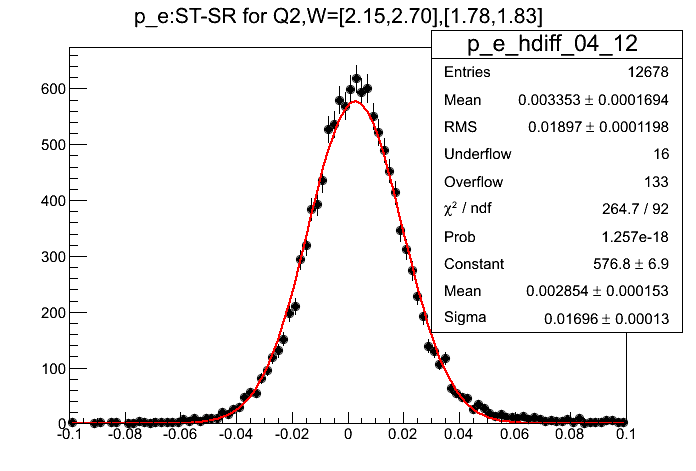 p_e:ST-SR for Q2,W=[2.15,2.70],[1.78,1.83]
p_e_hdiff_04_12
Entries 12678
Mean 0.003353 ± 0.0001694
RMS 0.01897 ± 0.0001198
Underflow 16
Overflow 133
χ² / ndf 264.7 / 92
Prob 1.257e-18
Constant 576.8 ± 6.9
Mean 0.002854 ± 0.000153
Sigma 0.01696 ± 0.00013
600
500
400
300
200
100
0
-0.1 -0.08 -0.06 -0.04 -0.02 0 0.02 0.04 0.06 0.08 0.1